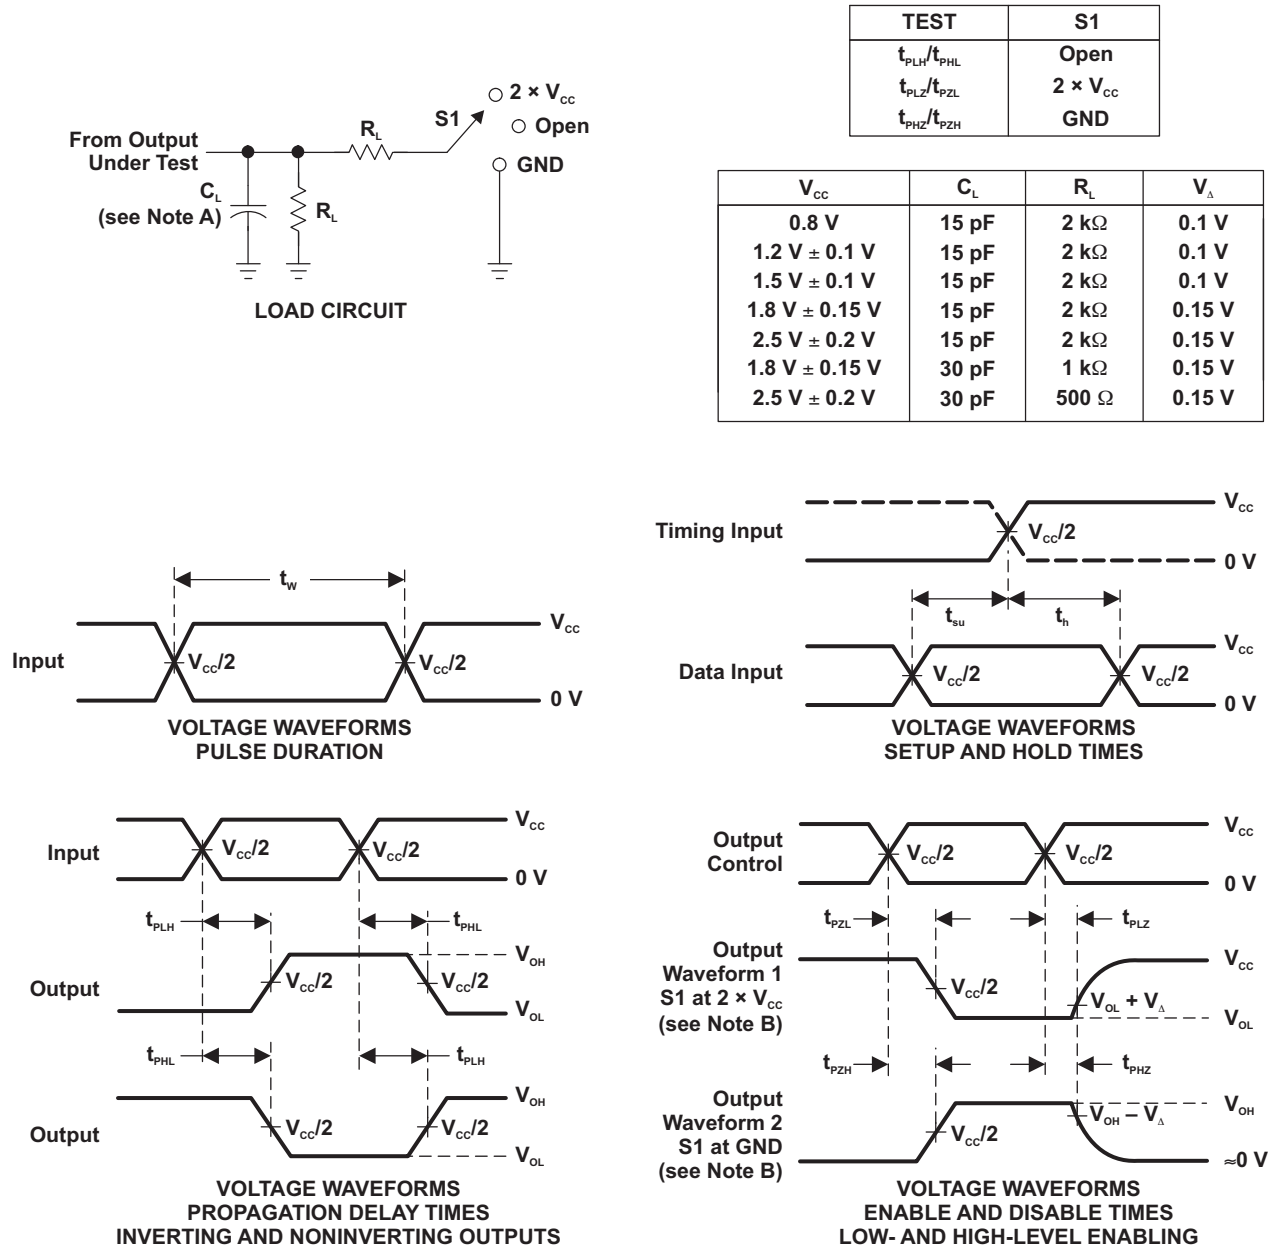 TEST S1
tPLH/tPHL Open
tPLZ/tPZL 2 × VCC
tPHZ/tPZH GND
2 × VCC
S1
Open
RL
From Output
Under Test
GND
CL
(see Note A)
RL
LOAD CIRCUIT
VCC CL RL VΔ
0.8 V 15 pF 2 kΩ 0.1 V
1.2 V ± 0.1 V 15 pF 2 kΩ 0.1 V
1.5 V ± 0.1 V 15 pF 2 kΩ 0.1 V
1.8 V ± 0.15 V 15 pF 2 kΩ 0.15 V
2.5 V ± 0.2 V 15 pF 2 kΩ 0.15 V
1.8 V ± 0.15 V 30 pF 1 kΩ 0.15 V
2.5 V ± 0.2 V 30 pF 500 Ω 0.15 V
tW
VCC
Input
VCC/2 VCC/2
0 V
VOLTAGE WAVEFORMS
PULSE DURATION
VCC
Timing Input
VCC/2
0 V
tsu th
VCC
Data Input
VCC/2 VCC/2
0 V
VOLTAGE WAVEFORMS
SETUP AND HOLD TIMES
VCC
Input
VCC/2 VCC/2
0 V
tPLH tPHL
VOH
Output
VCC/2 VCC/2
VOL
tPHL tPLH
VOH
Output
VCC/2 VCC/2
VOL
VOLTAGE WAVEFORMS
PROPAGATION DELAY TIMES
INVERTING AND NONINVERTING OUTPUTS
VCC
Output
Control
VCC/2 VCC/2
0 V
tPZL tPLZ
Output
Waveform 1
S1 at 2 × VCC
(see Note B)
VCC
VCC/2
VOL + VΔ
VOL
tPZH tPHZ
Output
Waveform 2
S1 at GND
(see Note B)
VOH
VOH – VΔ
VCC/2
≈0 V
VOLTAGE WAVEFORMS
ENABLE AND DISABLE TIMES
LOW- AND HIGH-LEVEL ENABLING